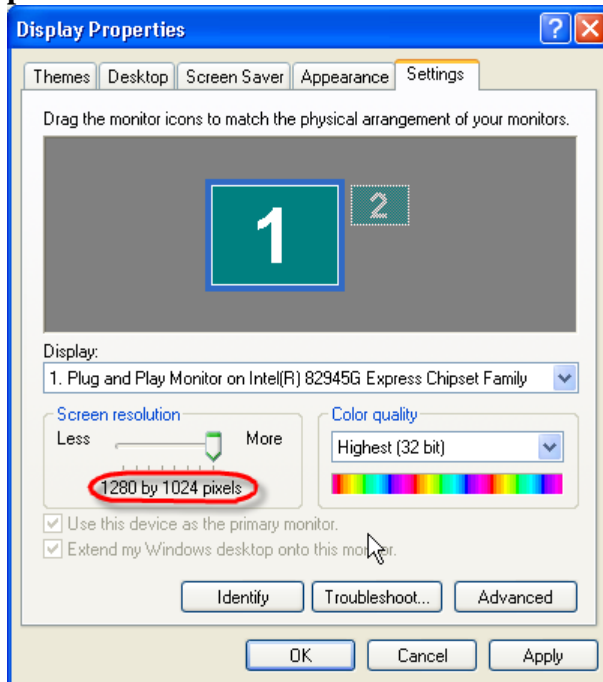 Display Properties
Themes Desktop Screen Saver Appearance Settings
Drag the monitor icons to match the physical arrangement of your monitors.
1 2
Display:
1. Plug and Play Monitor on Intel(R) 82945G Express Chipset Family
Screen resolution Color quality
Less More Highest (32 bit)
1280 by 1024 pixels
Use this device as the primary monitor.
Extend my Windows desktop onto this monitor.
Identify Troubleshoot... Advanced
OK Cancel Apply